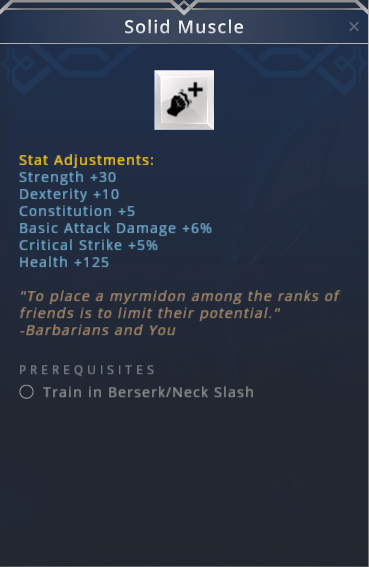 Solid Muscle
Stat Adjustments:
Strength +30
Dexterity +10
Constitution +5
Basic Attack Damage +6%
Critical Strike +5%
Health +125
"To place a myrmidon among the ranks of
friends is to limit their potential."
-Barbarians and You
PREREQUISITES
Train in Berserk/Neck Slash